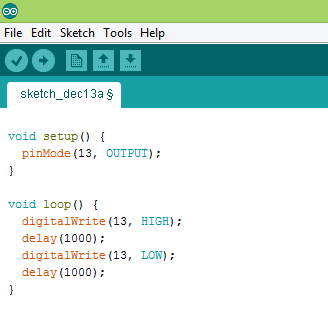 File Edit Sketch Tools Help
sketch_dec13a §
void setup() {
  pinMode(13, OUTPUT);
}
void loop() {
  digitalWrite(13, HIGH);
  delay(1000);
  digitalWrite(13, LOW);
  delay(1000);
}